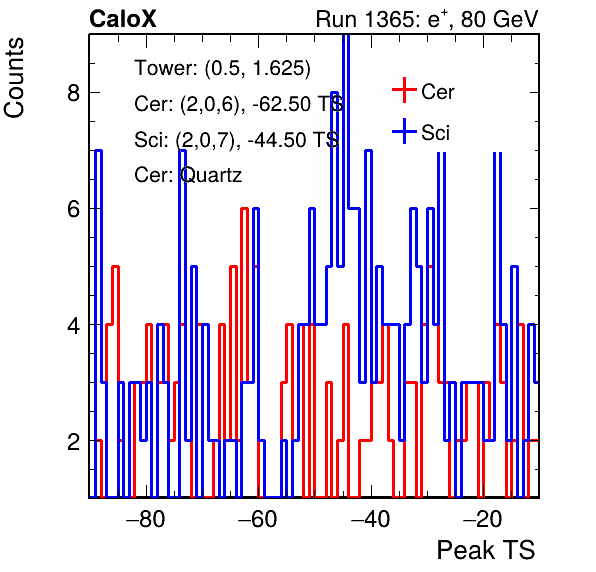 CaloX Run 1365: e⁺, 80 GeV
Counts
Tower: (0.5, 1.625)
Cer: (2,0,6), -62.50 TS
Sci: (2,0,7), -44.50 TS
Cer: Quartz
Cer
Sci
8
6
4
2
−80 −60 −40 −20
Peak TS